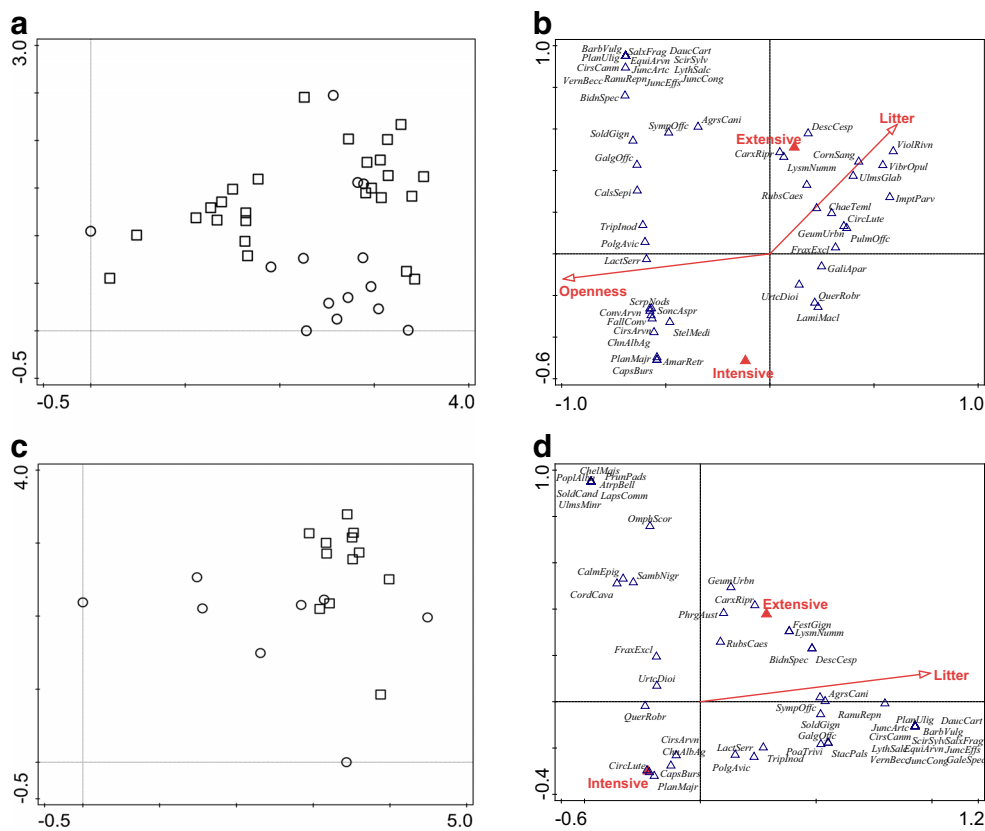 a
3.0
-0.5
-0.5
4.0
b
1.0
BarbVulg SalxFrag DaucCart
PlanUlig EquiArvn ScirSylv
CirsCanm JuncArtc LythSalc
VernBecc RanuRepn JuncEffs JuncCong
BidnSpec
SympOffc AgrsCani
SoldGign
GalgOffc
CalsSepi
TripInod
PolgAvic
LactSerr
Litter
Extensive
DescCesp
ViolRivn
CarxRipr
LysmNumm
CornSang
VibrOpul
UlmsGlab
RubsCaes
ImptParv
ChaeTeml
CircLute
GeumUrbn
PulmOffc
FraxExcl
GaliApar
Openness
UrtcDioi
QuerRobr
LamiMacl
ScrpNods
ConvArvn SoncAspr
FallConv
CirsArvn
StelMedi
ChnAlbAg
PlanMajr
AmarRetr
CapsBurs
Intensive
-0.6
-1.0
1.0
c
4.0
-0.5
-0.5
5.0
d
1.0
ChelMajs
PoplAlbn PrunPads
AtrpBell
SoldCand LapsComm
UlmsMinr
OmphScor
CalmEpig
SambNigr
CordCava
GeumUrbn
CarxRipr
Extensive
PhrgAust
FestGign
LysmNumm
RubsCaes
BidnSpec DescCesp
FraxExcl
Litter
UrtcDioi
AgrsCani
QuerRobr
SympOffc
RanuRepn
SoldGign
PlanUlig DaucCart
JuncArtc BarbVulg
GalgOffc
CirsCanm ScirSylv SalxFrag
CirsArvn
ChnAlbAg
LactSerr
PoaTrivi
StacPals
LythSalc EquiArvn JuncEffs
TripInod
VernBecc JuncCong GaleSpec
CircLute
CapsBurs
PolgAvic
Intensive
PlanMajr
-0.4
-0.6
1.2